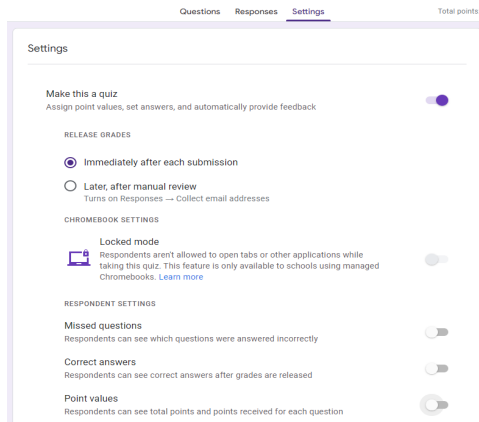 Questions Responses Settings Total points
Settings
Make this a quiz
Assign point values, set answers, and automatically provide feedback
RELEASE GRADES
Immediately after each submission
Later, after manual review
Turns on Responses → Collect email addresses
CHROMEBOOK SETTINGS
Locked mode
Respondents aren't allowed to open tabs or other applications while
taking this quiz. This feature is only available to schools using managed
Chromebooks. Learn more
RESPONDENT SETTINGS
Missed questions
Respondents can see which questions were answered incorrectly
Correct answers
Respondents can see correct answers after grades are released
Point values
Respondents can see total points and points received for each question